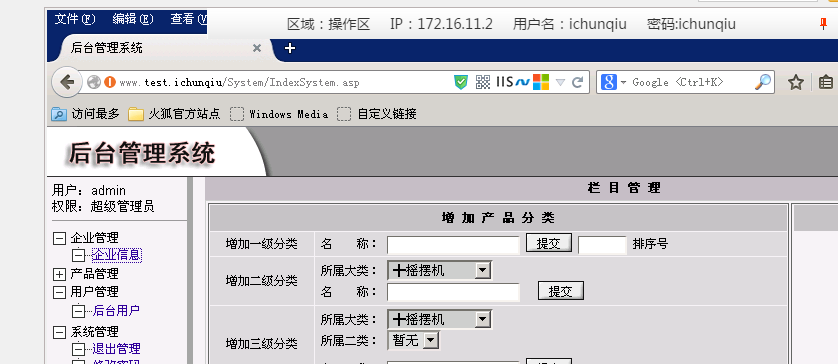 文件(F) 编辑(E) 查看(V)
区域：操作区 IP：172.16.11.2 用户名：ichunqiu 密码:ichunqiu
后台管理系统
www.test.ichunqiu/System/IndexSystem.asp
IIS
Google <Ctrl+K>
访问最多 火狐官方站点 Windows Media 自定义链接
后台管理系统
用户：admin
权限：超级管理员
企业管理
企业信息
产品管理
用户管理
后台用户
系统管理
退出管理
修改密码
栏目管理
增加产品分类
增加一级分类 名 称： 提交 排序号
增加二级分类 所属大类： 十摇摆机
名 称： 提交
增加三级分类 所属大类： 十摇摆机
所属二类： 暂无